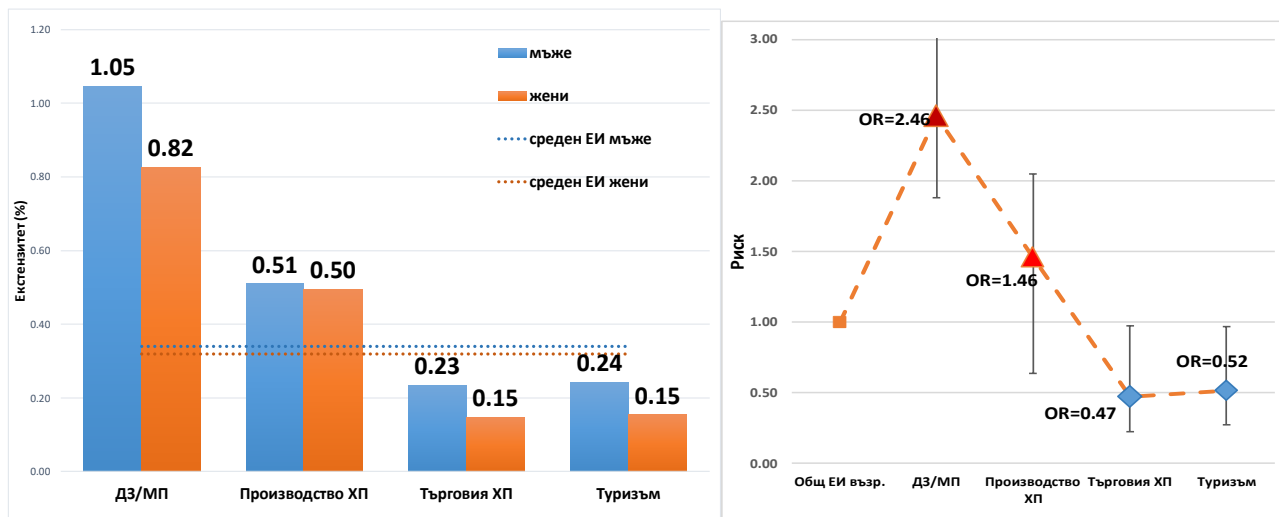 1.20
1.00
0.80
0.60
0.40
0.20
0.00
Екстензитет (%)
1.05
0.82
0.51
0.50
0.23
0.15
0.24
0.15
мъже
жени
среден ЕИ мъже
среден ЕИ жени
ДЗ/МП
Производство ХП
Търговия ХП
Туризъм
3.00
2.50
2.00
1.50
1.00
0.50
0.00
Риск
OR=2.46
OR=1.46
OR=0.47
OR=0.52
Общ ЕИ възр.
ДЗ/МП
Производство
ХП
Търговия ХП
Туризъм